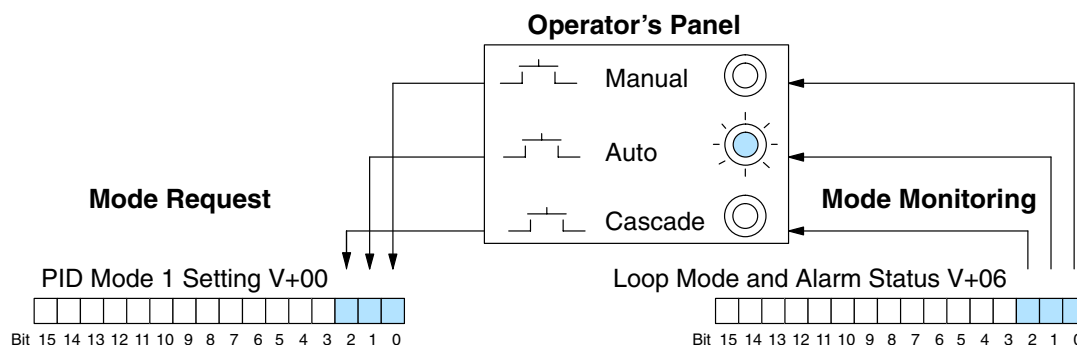 Operator's Panel
Manual
Auto
Cascade
Mode Request
Mode Monitoring
PID Mode 1 Setting V+00
Bit 15 14 13 12 11 10 9 8 7 6 5 4 3 2 1 0
Loop Mode and Alarm Status V+06
Bit 15 14 13 12 11 10 9 8 7 6 5 4 3 2 1 0